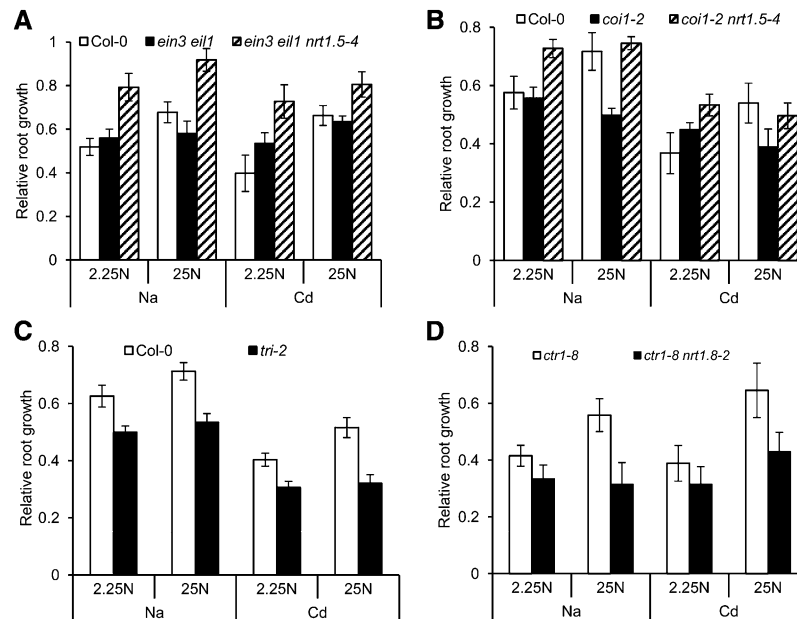 A
Col-0 ein3 eil1 ein3 eil1 nrt1.5-4
Relative root growth
1
0.8
0.6
0.4
0.2
0
2.25N 25N 2.25N 25N
Na Cd
B
Col-0 coi1-2 coi1-2 nrt1.5-4
Relative root growth
0.8
0.6
0.4
0.2
0
2.25N 25N 2.25N 25N
Na Cd
C
Col-0 tri-2
Relative root growth
0.8
0.6
0.4
0.2
0
2.25N 25N 2.25N 25N
Na Cd
D
ctr1-8 ctr1-8 nrt1.8-2
Relative root growth
0.8
0.6
0.4
0.2
0
2.25N 25N 2.25N 25N
Na Cd